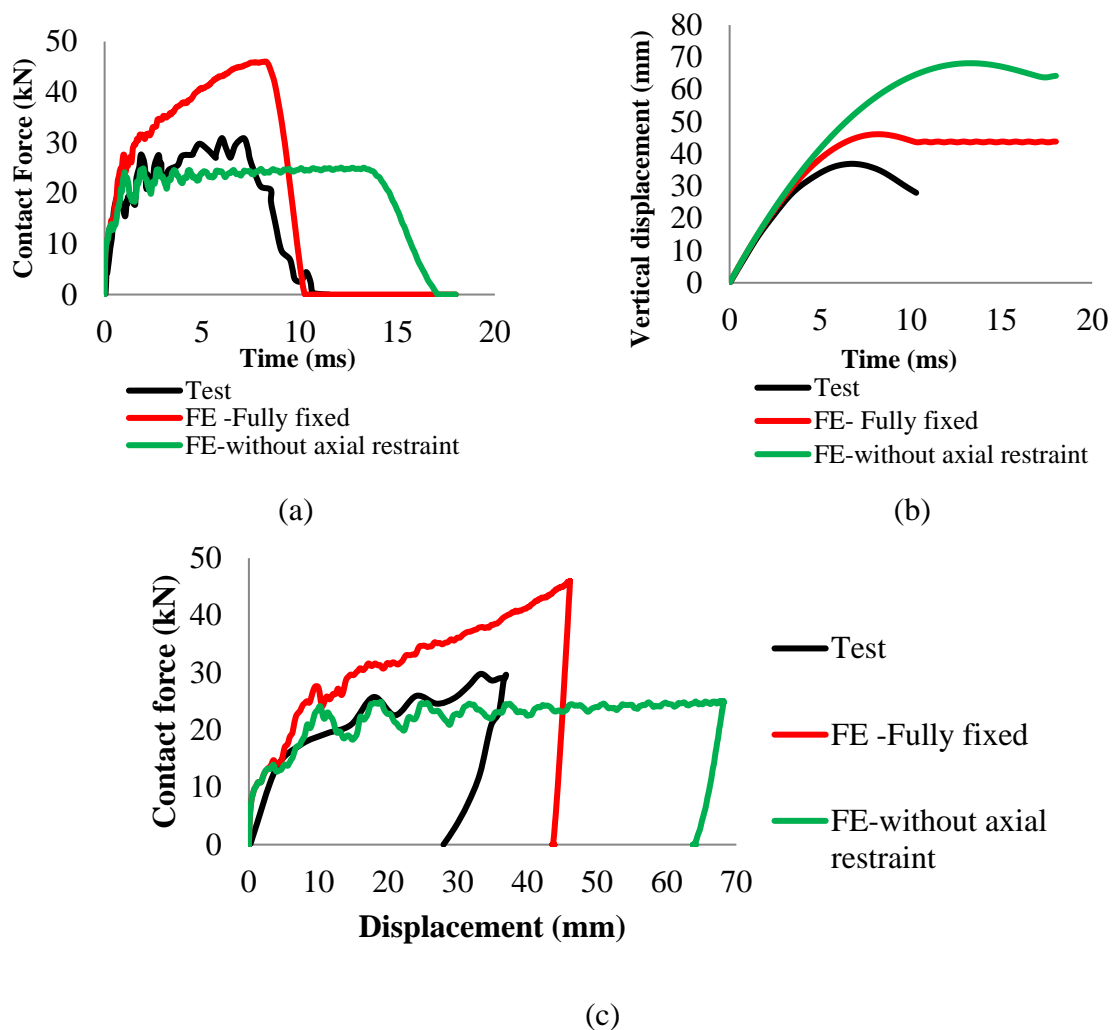 Contact Force (kN)
50
40
30
20
10
0
0 5 10 15 20
Time (ms)
Test
FE -Fully fixed
FE-without axial restraint
(a)
Vertical displacement (mm)
80
70
60
50
40
30
20
10
0
0 5 10 15 20
Time (ms)
Test
FE- Fully fixed
FE-without axial restraint
(b)
Contact force (kN)
50
40
30
20
10
0
0 10 20 30 40 50 60 70
Displacement (mm)
Test
FE -Fully fixed
FE-without axial
restraint
(c)